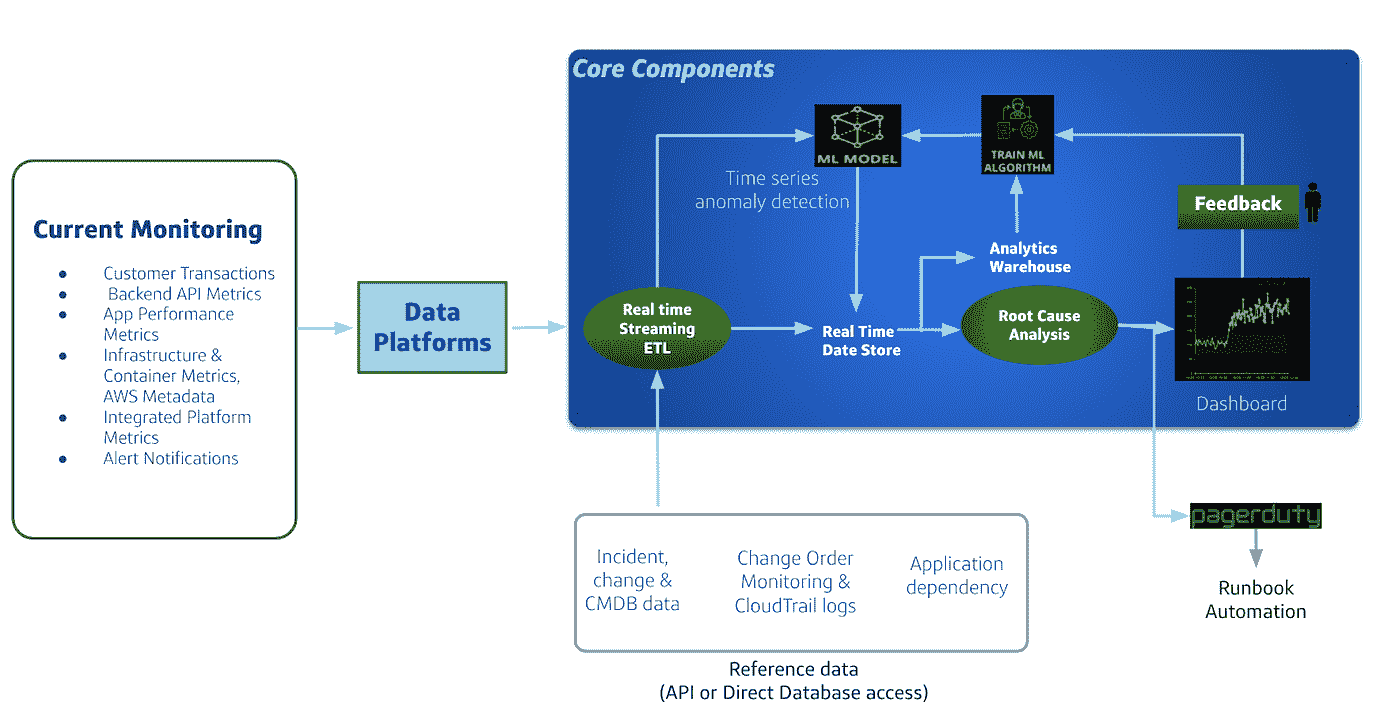 Core Components
ML MODEL
TRAIN ML
ALGORITHM
Time series
anomaly detection
Feedback
Current Monitoring
● Customer Transactions
● Backend API Metrics
● App Performance
Metrics
● Infrastructure &
Container Metrics,
AWS Metadata
● Integrated Platform
Metrics
● Alert Notifications
Data
Platforms
Real time
Streaming
ETL
Real Time
Date Store
Analytics
Warehouse
Root Cause
Analysis
Dashboard
pagerduty
Runbook
Automation
Incident,
change &
CMDB data
Change Order
Monitoring &
CloudTrail logs
Application
dependency
Reference data
(API or Direct Database access)